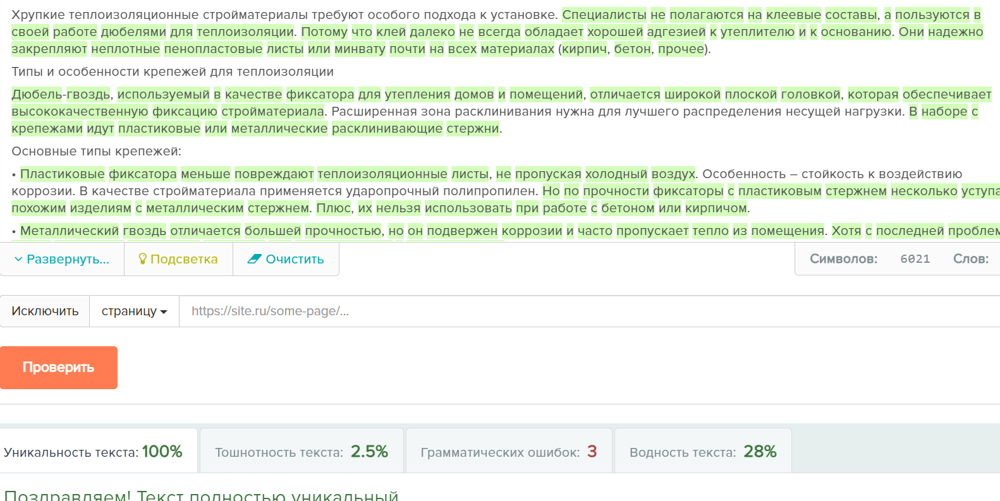 Хрупкие теплоизоляционные стройматериалы требуют особого подхода к установке. Специалисты не полагаются на клеевые составы, а пользуются в
своей работе дюбелями для теплоизоляции. Потому что клей далеко не всегда обладает хорошей адгезией к утеплителю и к основанию. Они надежно
закрепляют неплотные пенопластовые листы или минвату почти на всех материалах (кирпич, бетон, прочее).
Типы и особенности крепежей для теплоизоляции
Дюбель-гвоздь, используемый в качестве фиксатора для утепления домов и помещений, отличается широкой плоской головкой, которая обеспечивает
высококачественную фиксацию стройматериала. Расширенная зона расклинивания нужна для лучшего распределения несущей нагрузки. В наборе с
крепежами идут пластиковые или металлические расклинивающие стержни.
Основные типы крепежей:
• Пластиковые фиксатора меньше повреждают теплоизоляционные листы, не пропуская холодный воздух. Особенность – стойкость к воздействию
коррозии. В качестве стройматериала применяется ударопрочный полипропилен. Но по прочности фиксаторы с пластиковым стержнем несколько уступа
похожим изделиям с металлическим стержнем. Плюс, их нельзя использовать при работе с бетоном или кирпичом.
• Металлический гвоздь отличается большей прочностью, но он подвержен коррозии и часто пропускает тепло из помещения. Хотя с последней проблем
Развернуть... Подсветка Очистить Символов: 6021 Слов:
Исключить страницу https://site.ru/some-page/...
Проверить
Уникальность текста: 100% Тошнотность текста: 2.5% Грамматических ошибок: 3 Водность текста: 28%
Поздравляем! Текст полностью уникальный